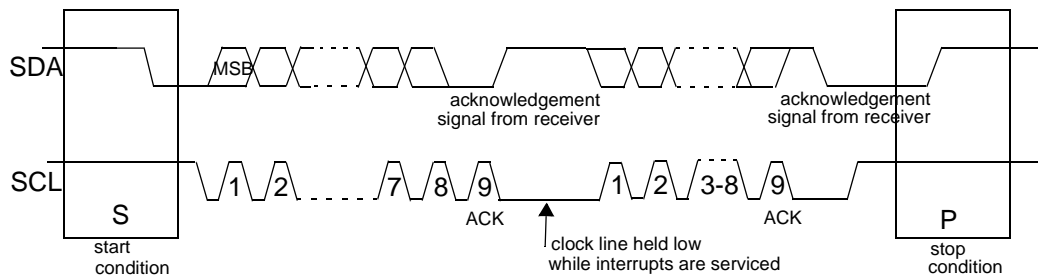 SDA
MSB
acknowledgement
signal from receiver
acknowledgement
signal from receiver
SCL
1 2 7 8 9 1 2 3-8 9
S
ACK
ACK
P
start
condition
clock line held low
while interrupts are serviced
stop
condition